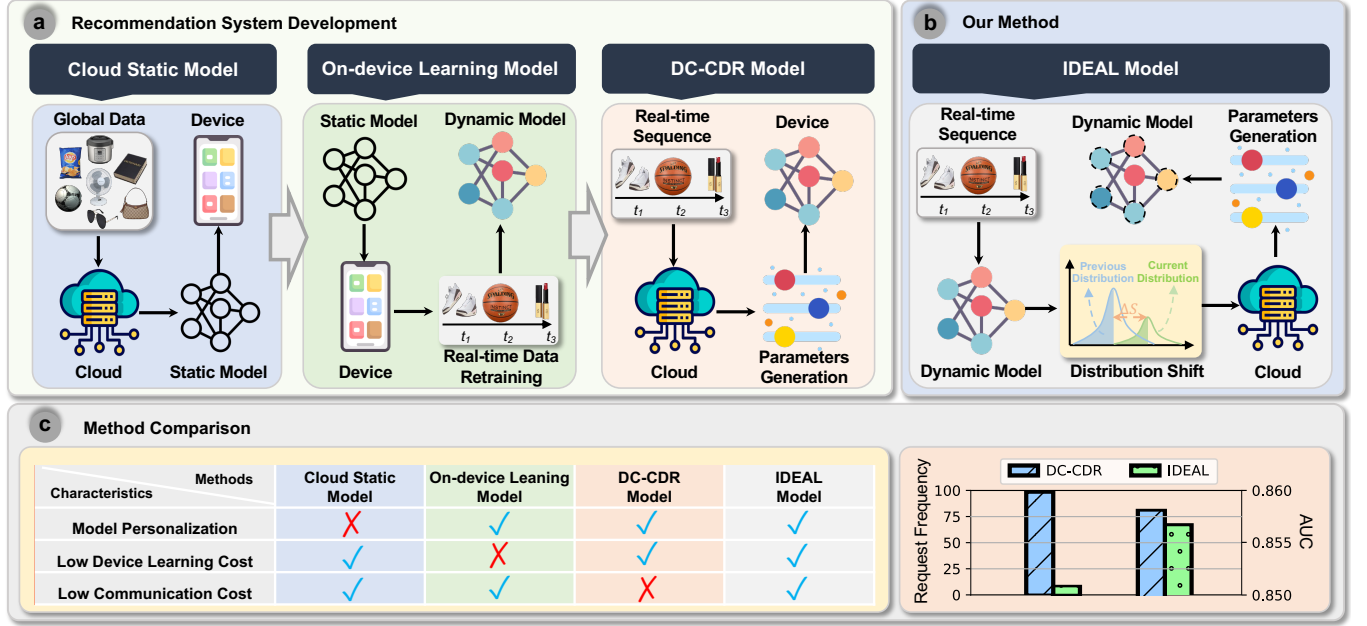 a Recommendation System Development
Cloud Static Model
On-device Learning Model
DC-CDR Model
Global Data
Device
Cloud
Static Model
Static Model
Dynamic Model
Device
t1 t2 t3
Real-time Data
Retraining
Real-time
Sequence
Device
t1 t2 t3
Cloud
Parameters
Generation
b Our Method
IDEAL Model
Real-time
Sequence
Dynamic Model
Parameters
Generation
t1 t2 t3
Dynamic Model
Previous
Distribution
Current
Distribution
ΔS
Distribution Shift
Cloud
c Method Comparison
Methods
Characteristics
Cloud Static
Model
On-device Leaning
Model
DC-CDR
Model
IDEAL
Model
Model Personalization ✗ ✓ ✓ ✓
Low Device Learning Cost ✓ ✗ ✓ ✓
Low Communication Cost ✓ ✓ ✗ ✓
DC-CDR IDEAL
Request Frequency
100
75
50
25
0
0.860
0.855
0.850
AUC